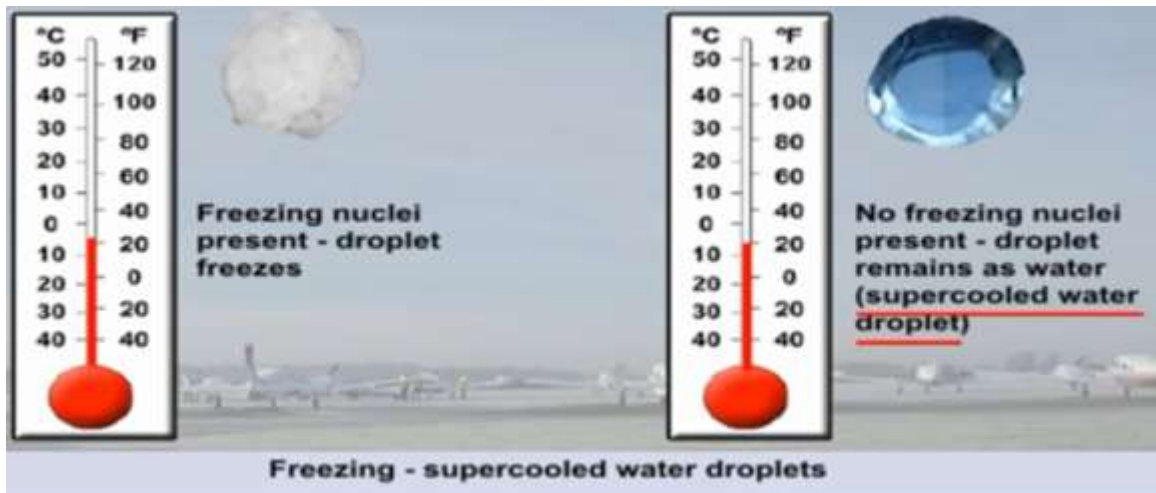 °C °F
50 120
40 100
30 80
20 60
10 40
0 20
10 0
20 20
30 40
40
Freezing nuclei
present - droplet
freezes
°C °F
50 120
40 100
30 80
20 60
10 40
0 20
10 0
20 20
30 40
40
No freezing nuclei
present - droplet
remains as water
(supercooled water
droplet)
Freezing - supercooled water droplets